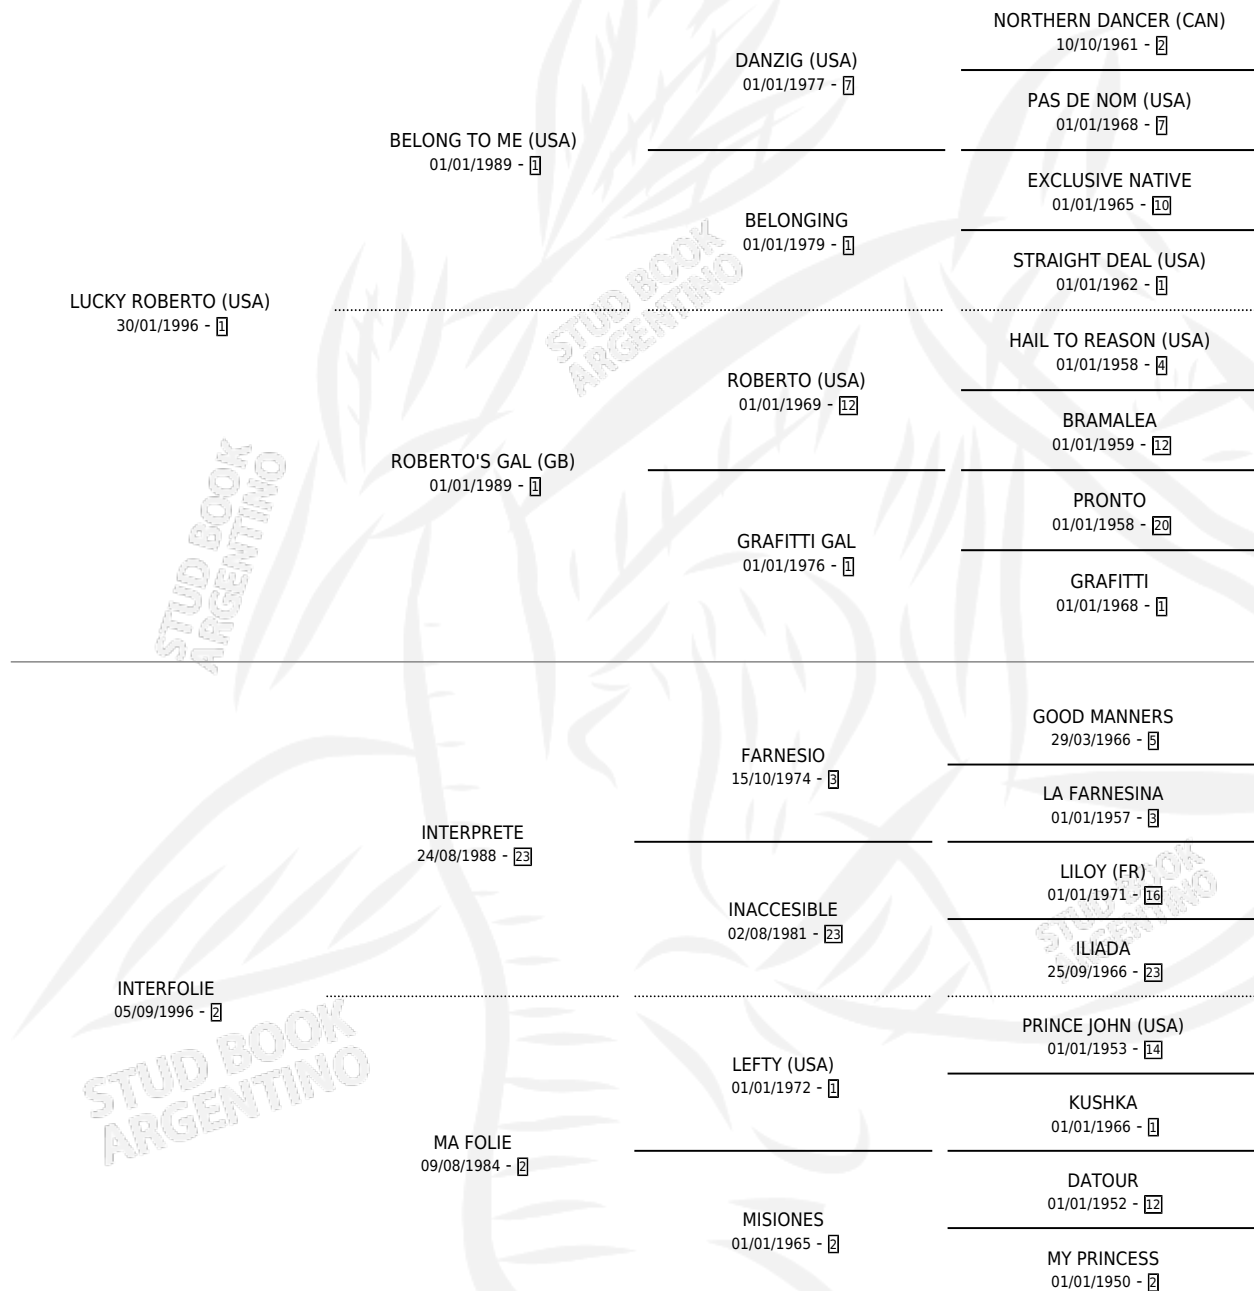 NORTHERN DANCER (CAN)
10/10/1961 - 2
DANZIG (USA)
01/01/1977 - 7
PAS DE NOM (USA)
01/01/1968 - 7
BELONG TO ME (USA)
01/01/1989 - 1
EXCLUSIVE NATIVE
01/01/1965 - 10
BELONGING
01/01/1979 - 1
STRAIGHT DEAL (USA)
01/01/1962 - 1
LUCKY ROBERTO (USA)
30/01/1996 - 1
STUD BOOK
ARGENTINO
HAIL TO REASON (USA)
01/01/1958 - 4
ROBERTO (USA)
01/01/1969 - 12
BRAMALEA
01/01/1959 - 12
ROBERTO'S GAL (GB)
01/01/1989 - 1
PRONTO
01/01/1958 - 20
GRAFITTI GAL
01/01/1976 - 1
GRAFITTI
01/01/1968 - 1
STUD BOOK
ARGENTINO
GOOD MANNERS
29/03/1966 - 5
FARNESIO
15/10/1974 - 3
LA FARNESINA
01/01/1957 - 3
INTERPRETE
24/08/1988 - 23
LILOY (FR)
01/01/1971 - 16
INACCESIBLE
02/08/1981 - 23
ILIADA
25/09/1966 - 23
STUD BOOK
ARGENTINO
INTERFOLIE
05/09/1996 - 2
PRINCE JOHN (USA)
01/01/1953 - 14
LEFTY (USA)
01/01/1972 - 1
KUSHKA
01/01/1966 - 1
STUD BOOK
ARGENTINO
MA FOLIE
09/08/1984 - 2
DATOUR
01/01/1952 - 12
MISIONES
01/01/1965 - 2
MY PRINCESS
01/01/1950 - 2